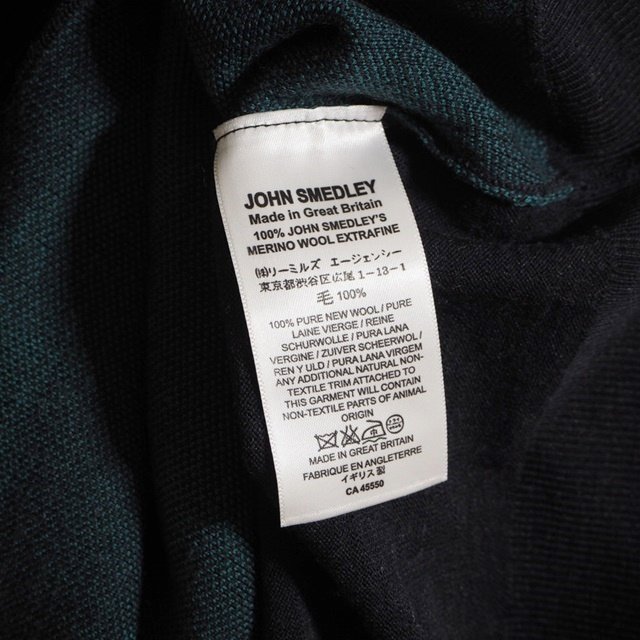 JOHN SMEDLEY
Made in Great Britain
100% JOHN SMEDLEY'S
MERINO WOOL EXTRAFINE
㈱リーミルズ エージェンシー
東京都渋谷区広尾 1-13-1
毛 100%
100% PURE NEW WOOL / PURE
LAINE VIERGE / REINE
SCHURWOLLE / PURA LANA
VERGINE / ZUIVER SCHEERWOL /
REN Y ULD / PURA LANA VIRGEN
ANY ADDITIONAL NATURAL NON-
TEXTILE TRIM ATTACHED TO
THIS GARMENT WILL CONTAIN
NON-TEXTILE PARTS OF ANIMAL
ORIGIN
MADE IN GREAT BRITAIN
FABRIQUE EN ANGLETERRE
イギリス製
CA 45550